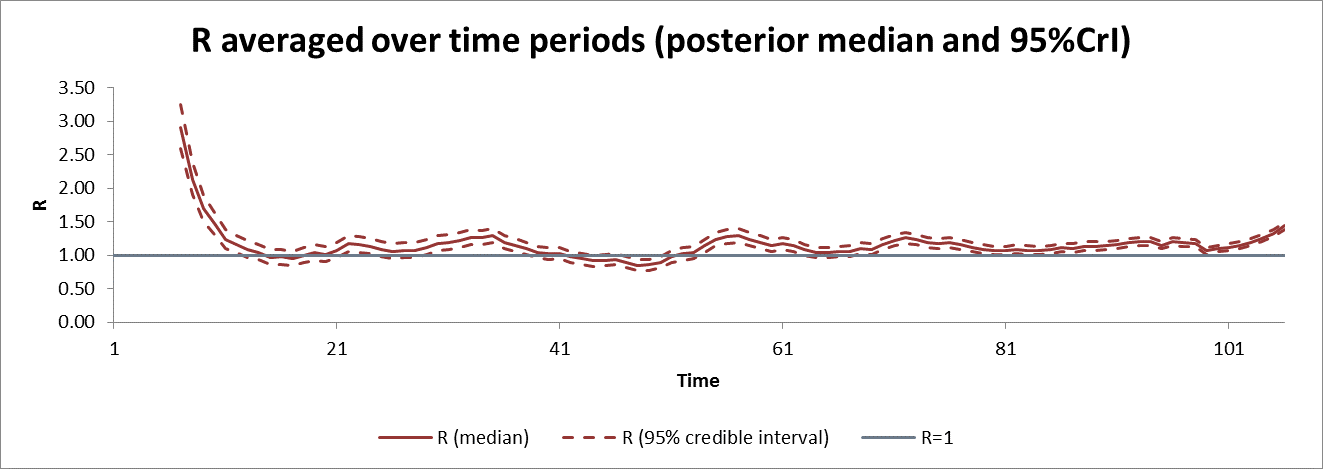 R averaged over time periods (posterior median and 95%CrI)
3.50
3.00
2.50
2.00
1.50
1.00
0.50
0.00
R
1 21 41 61 81 101
Time
R (median) R (95% credible interval) R=1